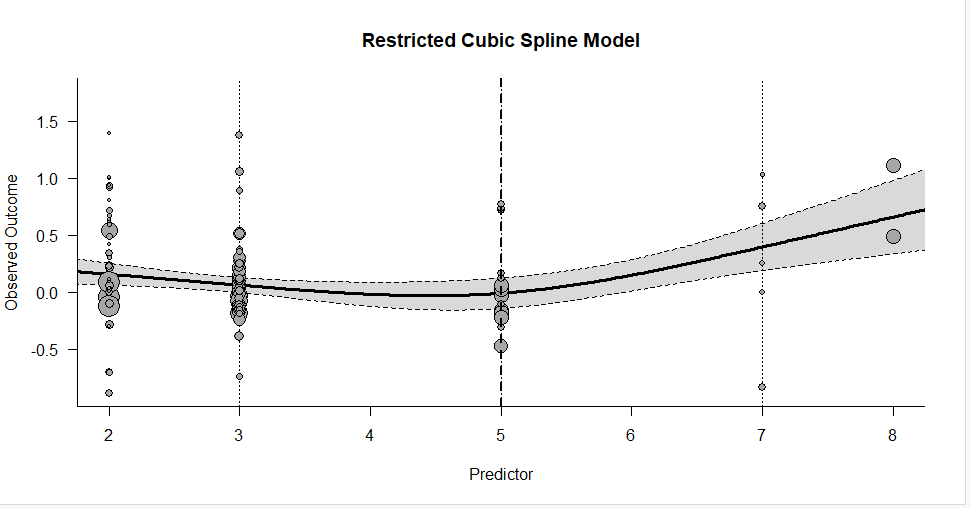 Restricted Cubic Spline Model
1.5
1.0
0.5
0.0
-0.5
Observed Outcome
2 3 4 5 6 7 8
Predictor